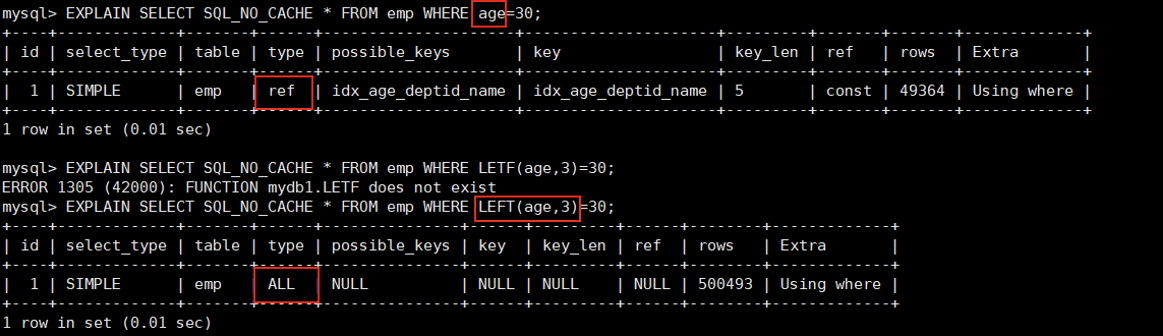 mysql> EXPLAIN SELECT SQL_NO_CACHE * FROM emp WHERE age=30;
+----+-------------+-------+------+---------------------+---------------------+---------+-------+-------+-------------+
| id | select_type | table | type | possible_keys       | key                 | key_len | ref   | rows  | Extra       |
+----+-------------+-------+------+---------------------+---------------------+---------+-------+-------+-------------+
| 1 | SIMPLE      | emp   | ref  | idx_age_deptid_name | idx_age_deptid_name | 5       | const | 49364 | Using where |
+----+-------------+-------+------+---------------------+---------------------+---------+-------+-------+-------------+
1 row in set (0.01 sec)

mysql> EXPLAIN SELECT SQL_NO_CACHE * FROM emp WHERE LETF(age,3)=30;
ERROR 1305 (42000): FUNCTION mydb1.LETF does not exist
mysql> EXPLAIN SELECT SQL_NO_CACHE * FROM emp WHERE LEFT(age,3)=30;
+----+-------------+-------+------+---------------+------+---------+------+--------+-------------+
| id | select_type | table | type | possible_keys | key  | key_len | ref  | rows   | Extra       |
+----+-------------+-------+------+---------------+------+---------+------+--------+-------------+
| 1 | SIMPLE      | emp   | ALL  | NULL          | NULL | NULL    | NULL | 500493 | Using where |
+----+-------------+-------+------+---------------+------+---------+------+--------+-------------+
1 row in set (0.01 sec)